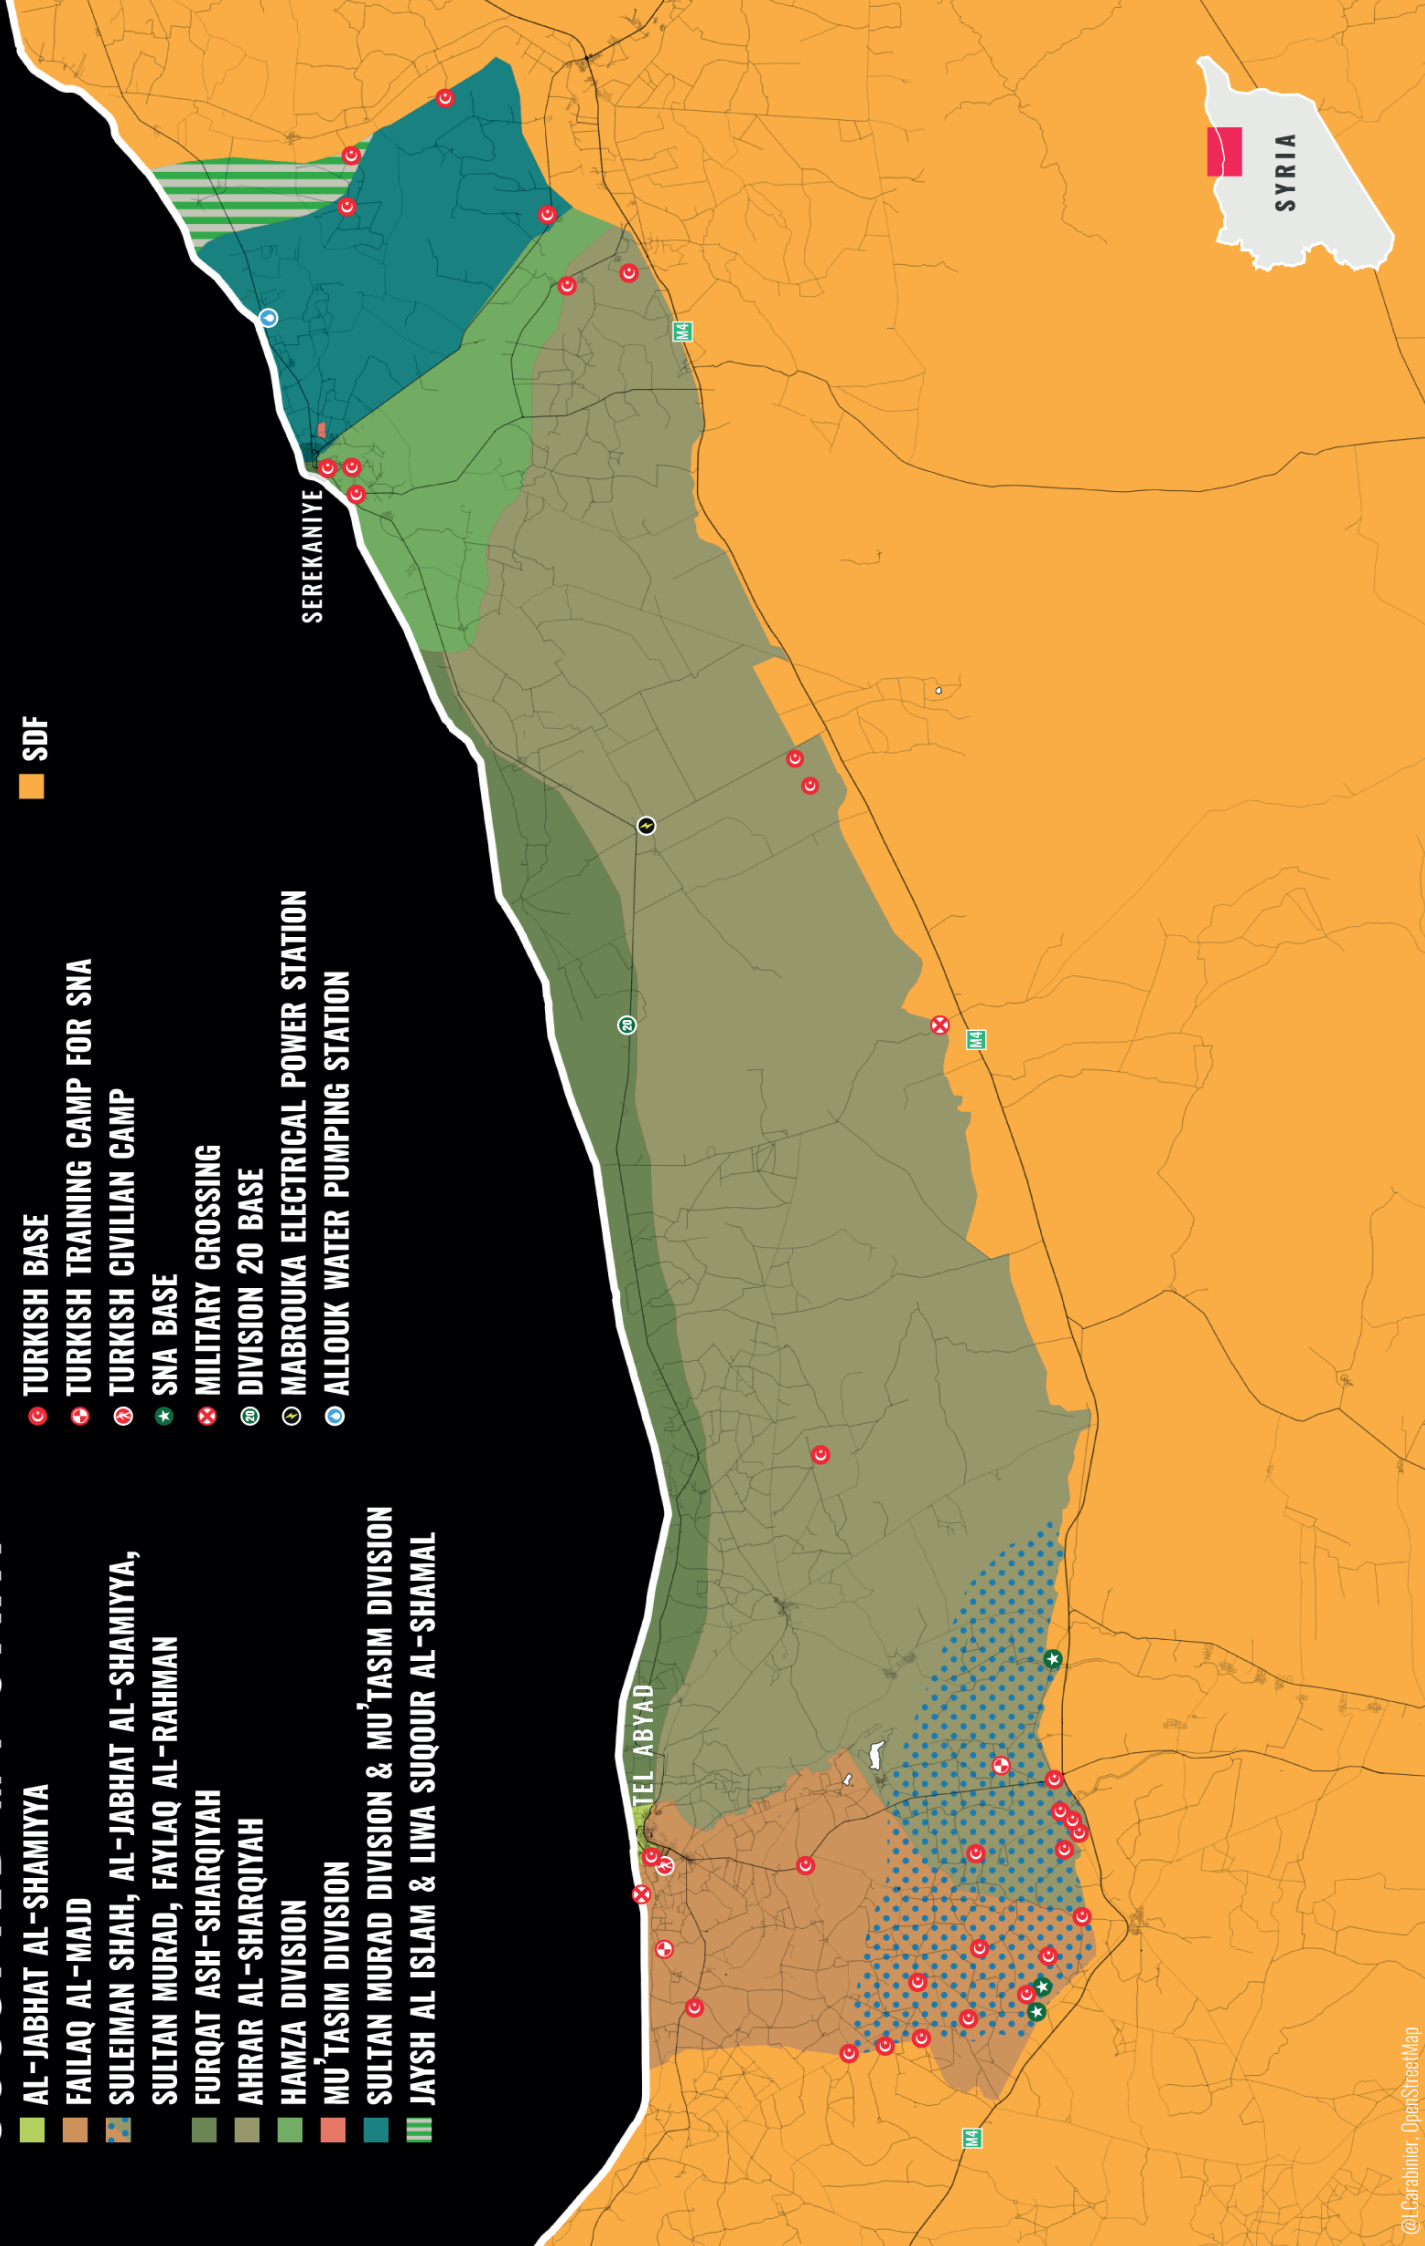 AL-JABHAT AL-SHAMIYYA
FAILAQ AL-MAJD
SULEIMAN SHAH, AL-JABHAT AL-SHAMIYYA,
SULTAN MURAD, FAYLAQ AL-RAHMAN
FURQAT ASH-SHARQIYAH
AHRAR AL-SHARQIYAH
HAMZA DIVISION
MU'TASIM DIVISION
SULTAN MURAD DIVISION & MU'TASIM DIVISION
JAYSH AL ISLAM & LIWA SUQOUR AL-SHAMAL
TURKISH BASE
TURKISH TRAINING CAMP FOR SNA
TURKISH CIVILIAN CAMP
SNA BASE
MILITARY CROSSING
20
DIVISION 20 BASE
MABROUKA ELECTRICAL POWER STATION
ALLOUK WATER PUMPING STATION
SDF
SEREKANIYE
TEL ABYAD
20
M4
M4
M4
SYRIA
@LCarabinier, OpenStreetMap